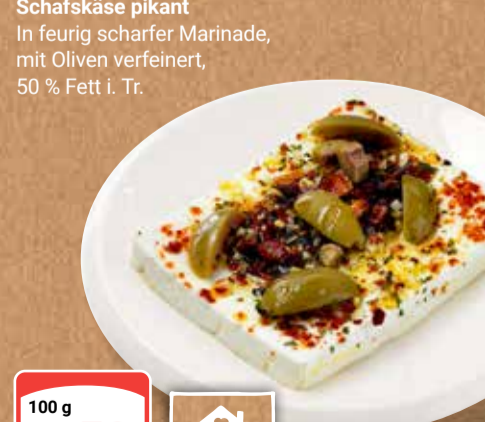 Schafskäse pikant
In feurig scharfer Marinade,
mit Oliven verfeinert,
50 % Fett i. Tr.
100 g